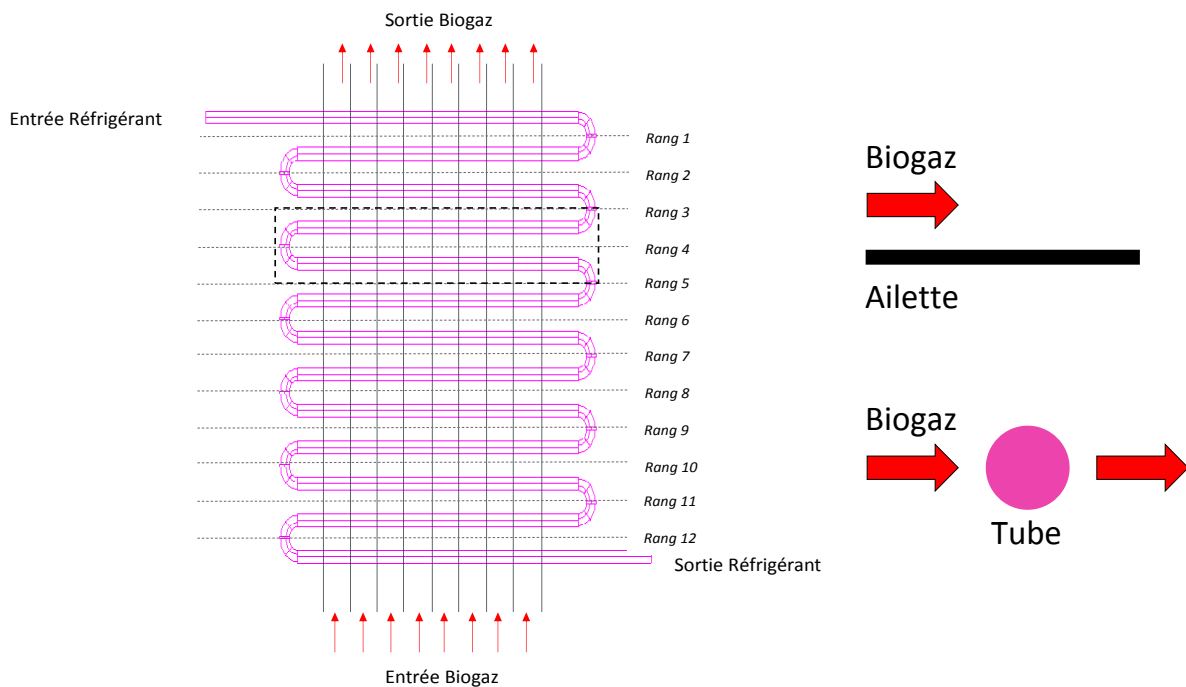 Sortie Biogaz
Entrée Réfrigérant
Rang 1
Rang 2
Rang 3
Rang 4
Rang 5
Rang 6
Rang 7
Rang 8
Rang 9
Rang 10
Rang 11
Rang 12
Sortie Réfrigérant
Entrée Biogaz
Biogaz
Ailette
Biogaz
Tube